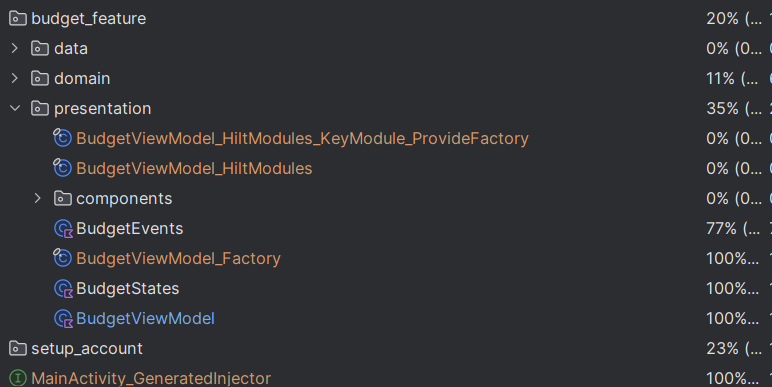 budget_feature 20% (...
data 0% (0...
domain 11% (...
presentation 35% (...
BudgetViewModel_HiltModules_KeyModule_ProvideFactory 0% (0...
BudgetViewModel_HiltModules 0% (0...
components 0% (0...
BudgetEvents 77% (...
BudgetViewModel_Factory 100%...
BudgetStates 100%...
BudgetViewModel 100%...
setup_account 23% (...
MainActivity_GeneratedInjector 100%...